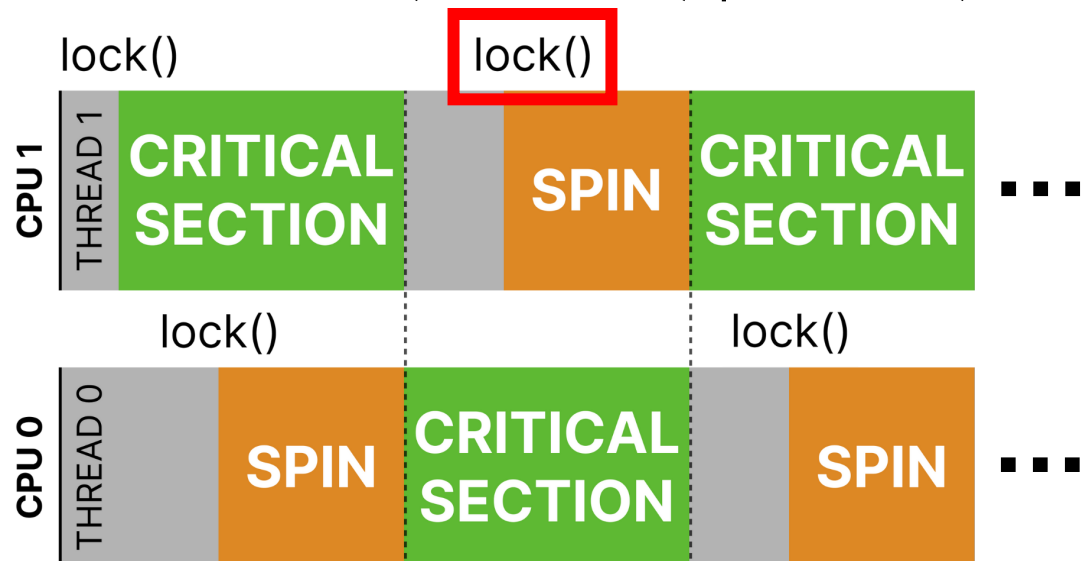 lock()
lock()
CPU 1
THREAD 1
CRITICAL
SECTION
SPIN
CRITICAL
SECTION
...
lock()
lock()
CPU 0
THREAD 0
SPIN
CRITICAL
SECTION
SPIN
...